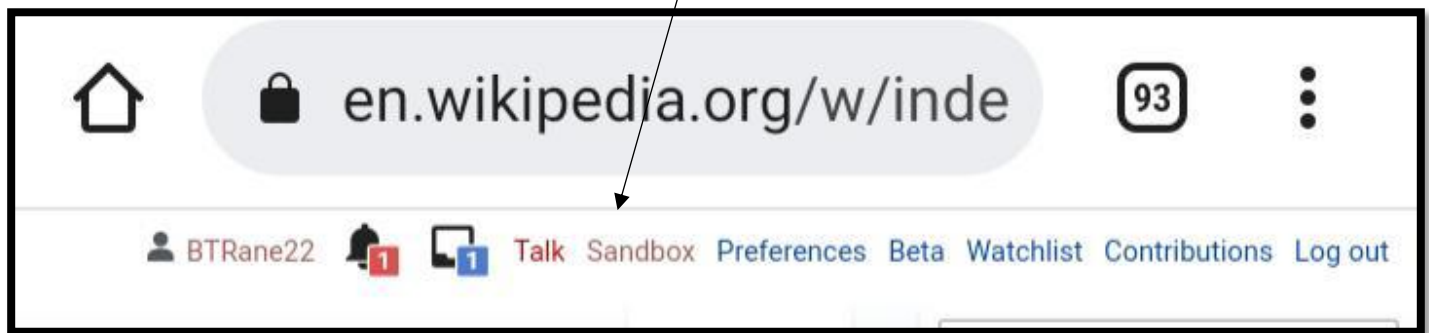 en.wikipedia.org/w/inde 93
BTRane22 1 1 Talk Sandbox Preferences Beta Watchlist Contributions Log out